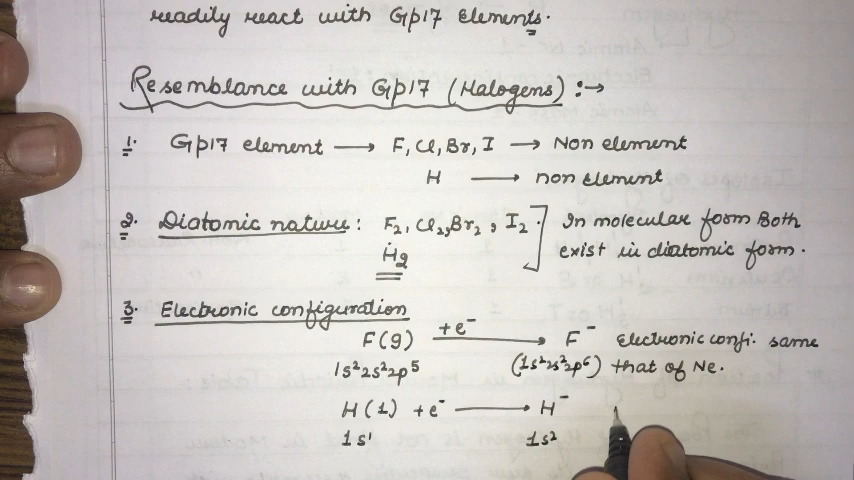 readily react with Gp17 Elements.
Resemblance with Gp17 (Halogens) :→
1. Gp17 element → F, Cl, Br, I → Non element
H → non element
2. Diatomic nature : F₂, Cl₂, Br₂, I₂. ] In molecular form Both
H₂ exist in diatomic form.
3. Electronic configuration
F(9) +e⁻ → F⁻ Electronic confi: same
1s²2s²2p⁵ (1s²2s²2p⁶) that of Ne.
H(1) +e⁻ → H⁻
1s¹ 1s²